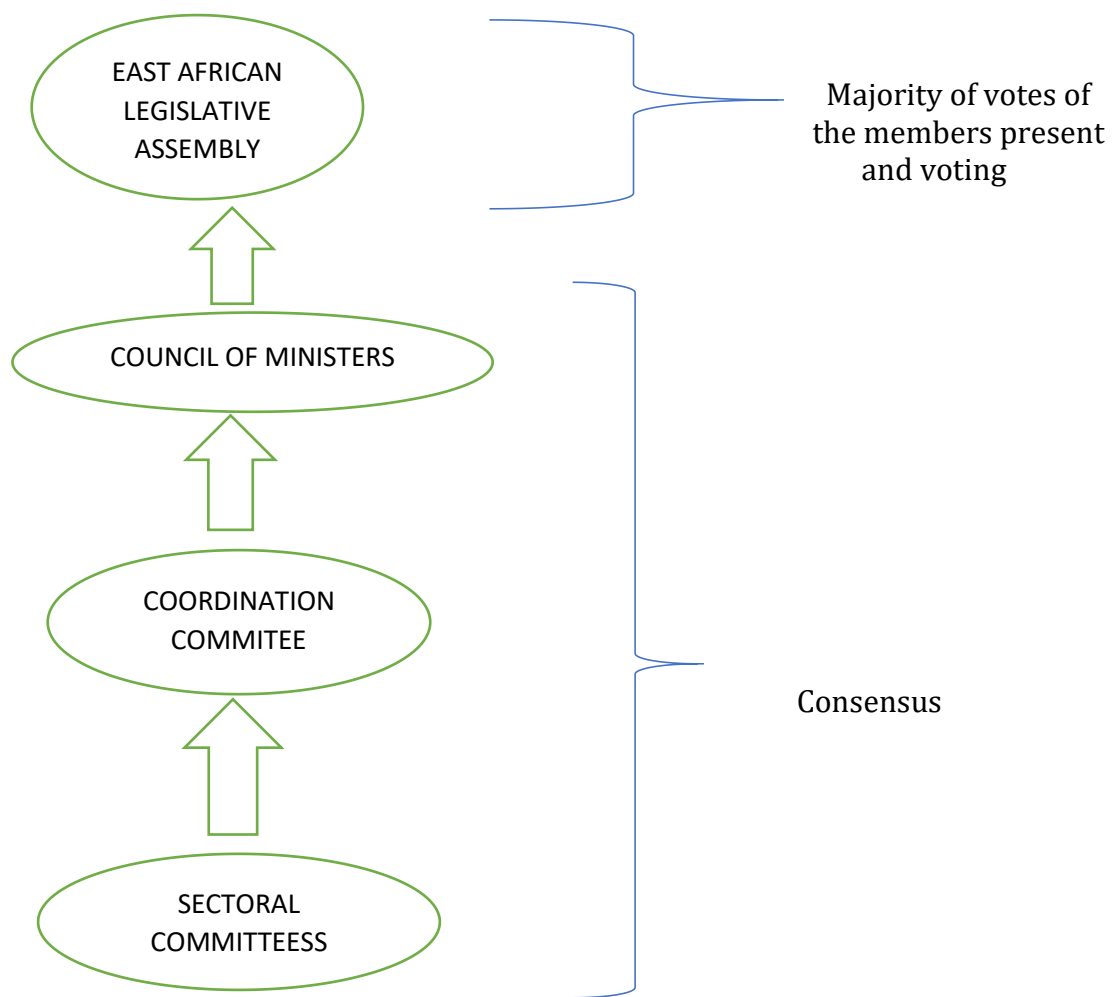 EAST AFRICAN
LEGISLATIVE
ASSEMBLY
Majority of votes of
the members present
and voting
COUNCIL OF MINISTERS
COORDINATION
COMMITEE
Consensus
SECTORAL
COMMITTEESS